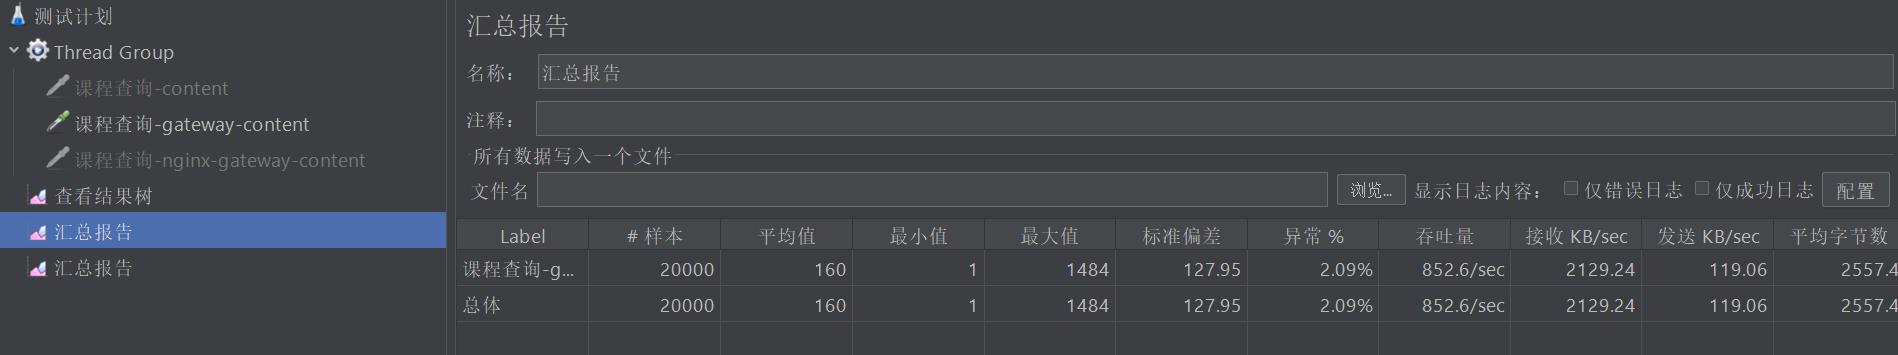 测试计划
Thread Group
课程查询-content
课程查询-gateway-content
课程查询-nginx-gateway-content
查看结果树
汇总报告
汇总报告
汇总报告
名称： 汇总报告
注释：
所有数据写入一个文件
文件名 浏览... 显示日志内容： 仅错误日志 仅成功日志 配置
Label # 样本 平均值 最小值 最大值 标准偏差 异常 % 吞吐量 接收 KB/sec 发送 KB/sec 平均字节数
课程查询-g... 20000 160 1 1484 127.95 2.09% 852.6/sec 2129.24 119.06 2557.4
总体 20000 160 1 1484 127.95 2.09% 852.6/sec 2129.24 119.06 2557.4